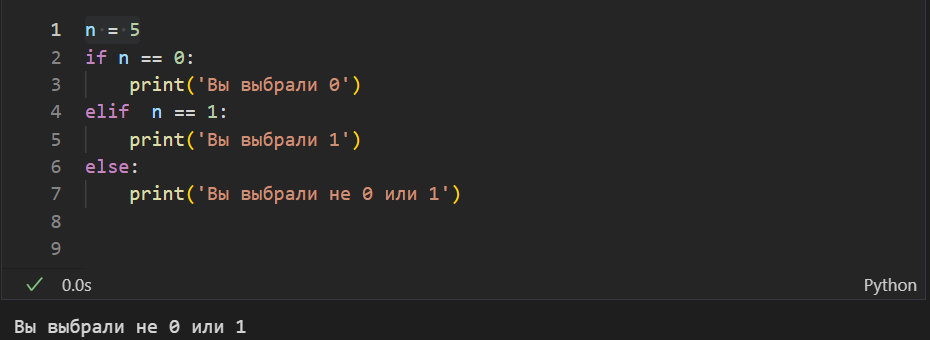 1 n = 5
2 if n == 0:
3     print('Вы выбрали 0')
4 elif  n == 1:
5     print('Вы выбрали 1')
6 else:
7     print('Вы выбрали не 0 или 1')
8
9
0.0s Python
Вы выбрали не 0 или 1